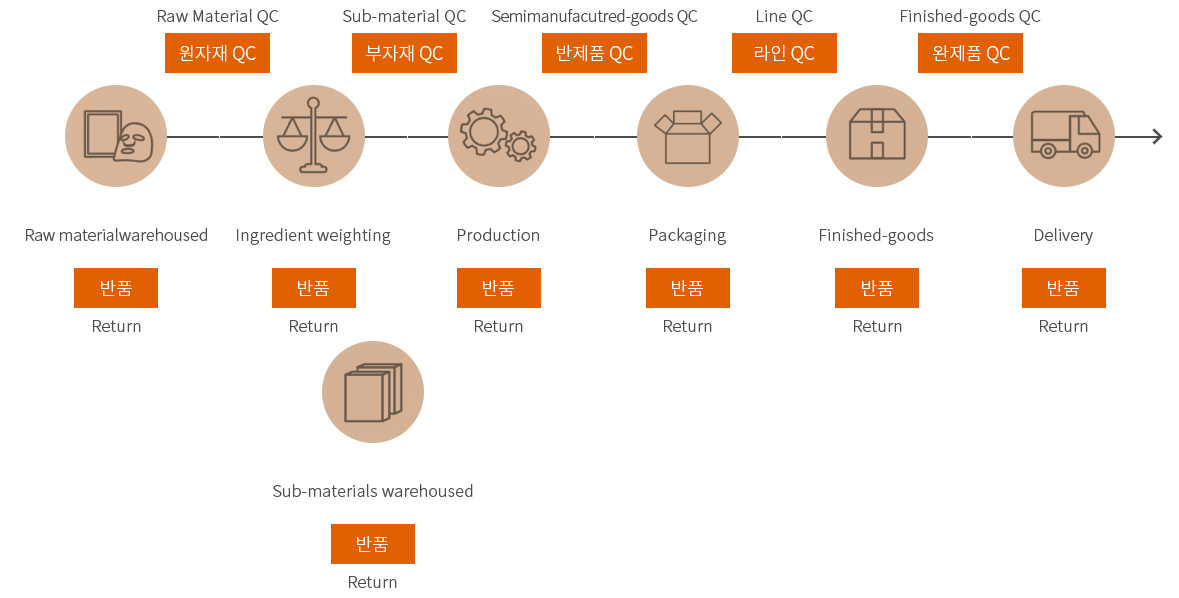 Raw Material QC
Sub-material QC
Semimanufacutred-goods QC
Line QC
Finished-goods QC
원자재 QC
부자재 QC
반제품 QC
라인 QC
완제품 QC
Raw materialwarehoused
Ingredient weighting
Production
Packaging
Finished-goods
Delivery
반품
반품
반품
반품
반품
반품
Return
Return
Return
Return
Return
Return
Sub-materials warehoused
반품
Return